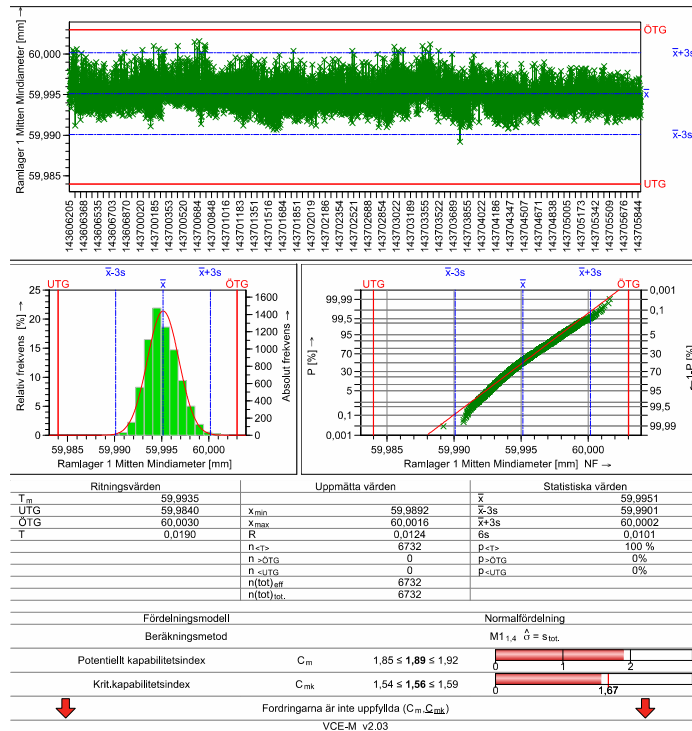 Ramlager 1 Mitten Mindiameter [mm] →
60,000
59,995
59,990
59,985
ÖTG
x̄+3s
x̄
x̄-3s
UTG
143606205
143606368
143606535
143606703
143606870
143700020
143700185
143700353
143700520
143700684
143700848
143701016
143701183
143701351
143701516
143701684
143701851
143702019
143702186
143702354
143702521
143702688
143702854
143703022
143703189
143703355
143703522
143703689
143703855
143704022
143704186
143704347
143704507
143704671
143704838
143705005
143705173
143705342
143705509
143705676
143705844
UTG x̄-3s x̄ x̄+3s ÖTG
Relativ frekvens [%] →
25
20
15
10
5
0
1600
1400
1200
1000
800
600
400
200
0
Absolut frekvens →
59,985 59,990 59,995 60,000
Ramlager 1 Mitten Mindiameter [mm]
UTG x̄-3s x̄ x̄+3s ÖTG
P [%] →
99,99
95
70
30
5
0,1
0,001
0,001
0,1
5
30
70
95
99,5
99,99
←1-P [%]
59,985 59,990 59,995 60,000
Ramlager 1 Mitten Mindiameter [mm] NF →
Ritningsvärden Uppmätta värden Statistiska värden
Tm 59,9935 x̄ 59,9951
UTG 59,9840 xmin 59,9892 x̄-3s 59,9901
ÖTG 60,0030 xmax 60,0016 x̄+3s 60,0002
T 0,0190 R 0,0124 6s 0,0101
n<T> 6732 p<T> 100 %
n >ÖTG 0 p>ÖTG 0%
n <UTG 0 p<UTG 0%
n(tot)eff 6732
n(tot)tot. 6732
Fördelningsmodell Normalfördelning
Beräkningsmetod M11,4 σ̂ = stot.
Potentiellt kapabilitetsindex Cm 1,85 ≤ 1,89 ≤ 1,92
0 1 2
Krit.kapabilitetsindex Cmk 1,54 ≤ 1,56 ≤ 1,59
0 1,67
Fordringarna är inte uppfyllda (Cm,Cmk)
VCE-M v2.03